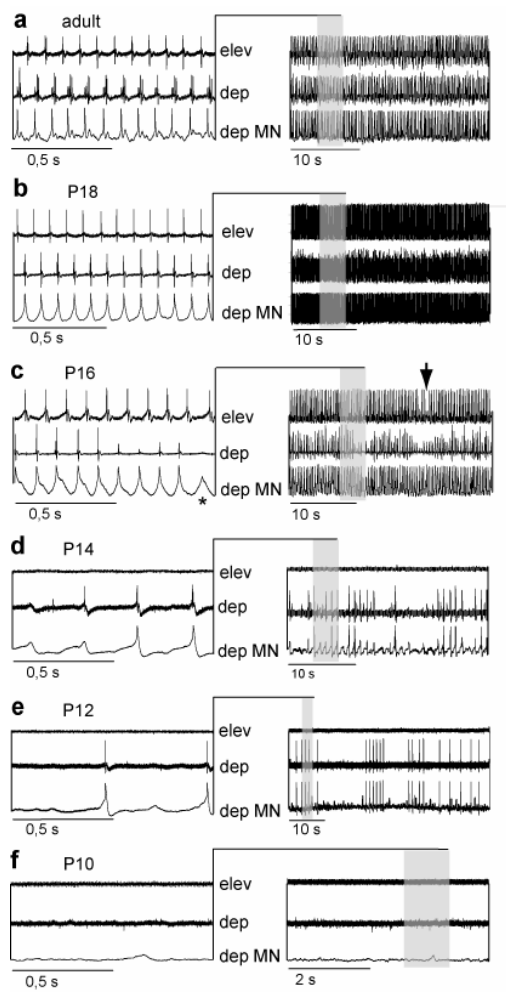 a
adult
elev
dep
dep MN
0,5 s
10 s
b
P18
elev
dep
dep MN
0,5 s
10 s
c
P16
elev
dep
dep MN
*
0,5 s
10 s
d
P14
elev
dep
dep MN
0,5 s
10 s
e
P12
elev
dep
dep MN
0,5 s
10 s
f
P10
elev
dep
dep MN
0,5 s
2 s